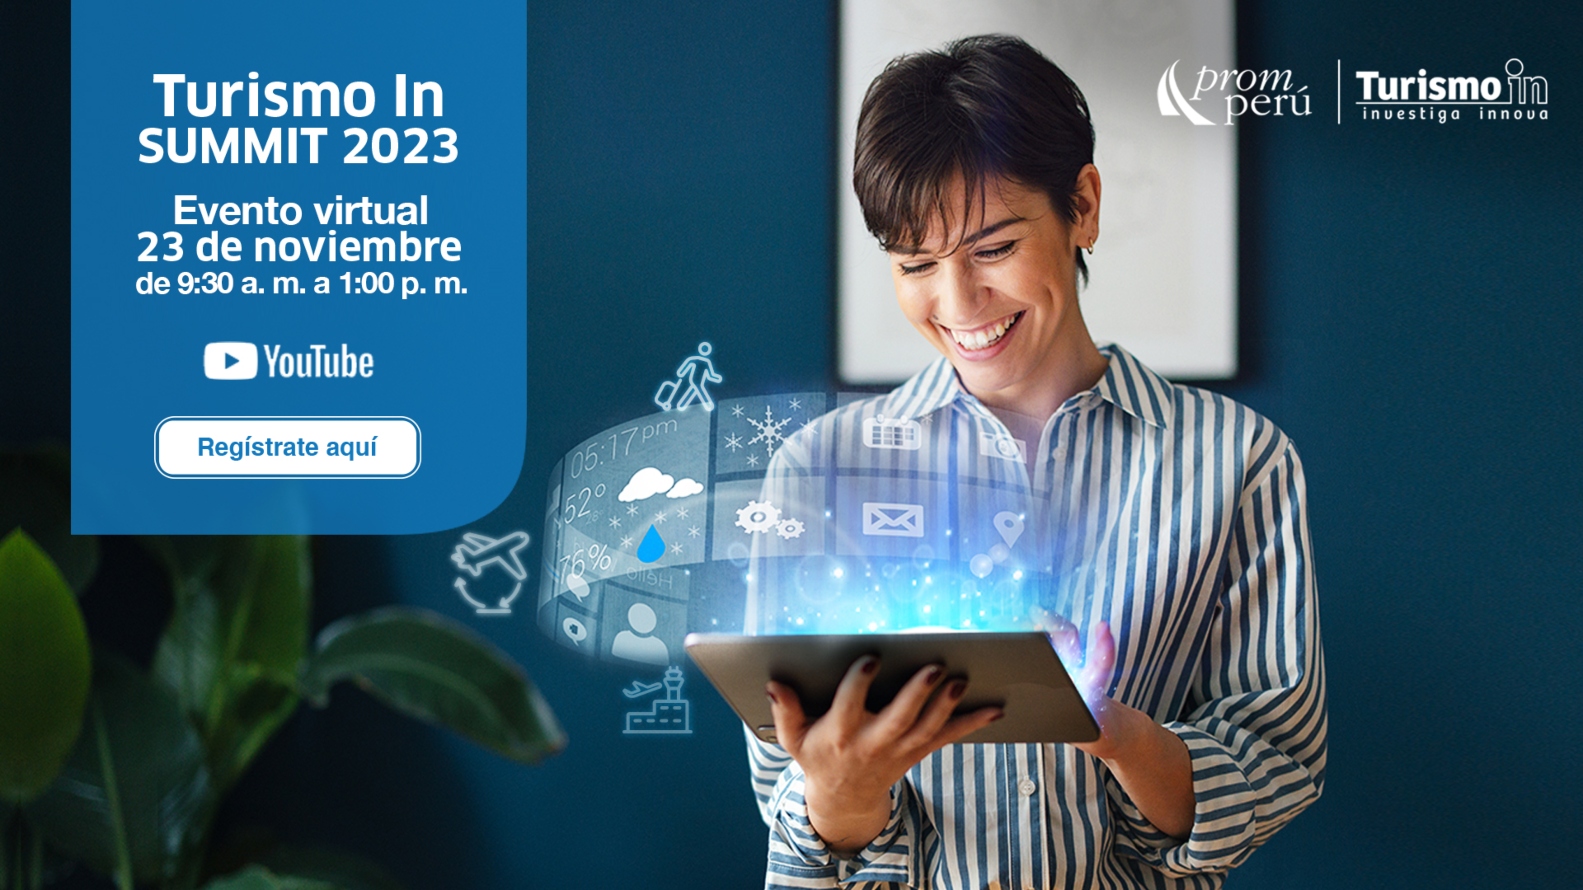 Turismo In
SUMMIT 2023
Evento virtual
23 de noviembre
de 9:30 a. m. a 1:00 p. m.
YouTube
Regístrate aquí
prom
perú
Turismo in
investiga innova
05:17pm
52°
76%
Hello